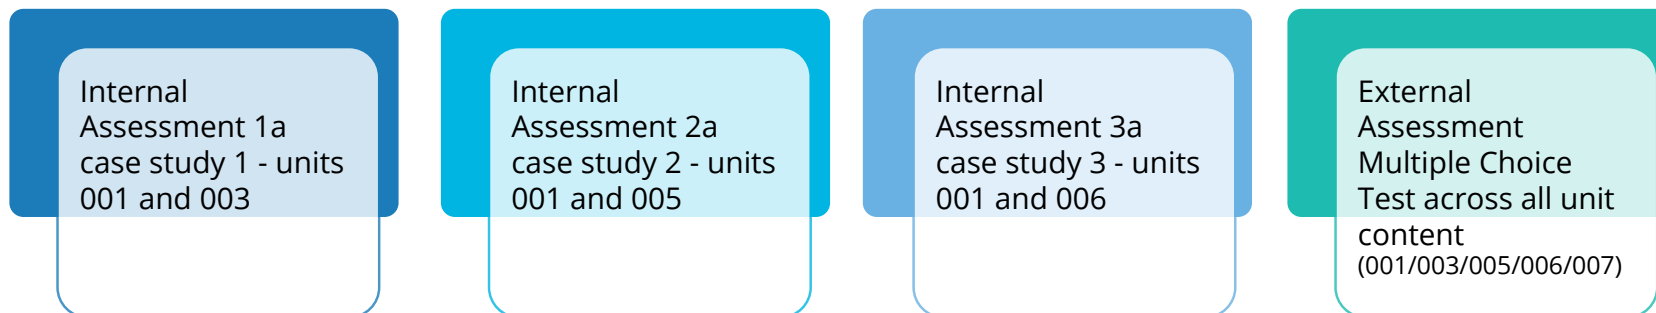 Internal
Assessment 1a
case study 1 - units
001 and 003
Internal
Assessment 2a
case study 2 - units
001 and 005
Internal
Assessment 3a
case study 3 - units
001 and 006
External
Assessment
Multiple Choice
Test across all unit
content
(001/003/005/006/007)